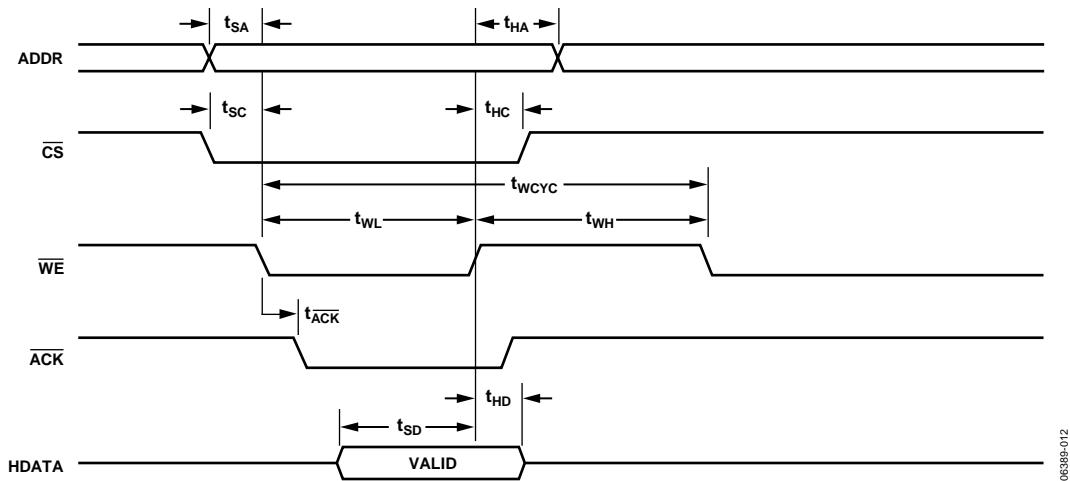 tSA
tHA
ADDR
tSC
tHC
CS
tWCYC
tWL
tWH
WE
tACK
ACK
tHD
tSD
HDATA
VALID
06389-012